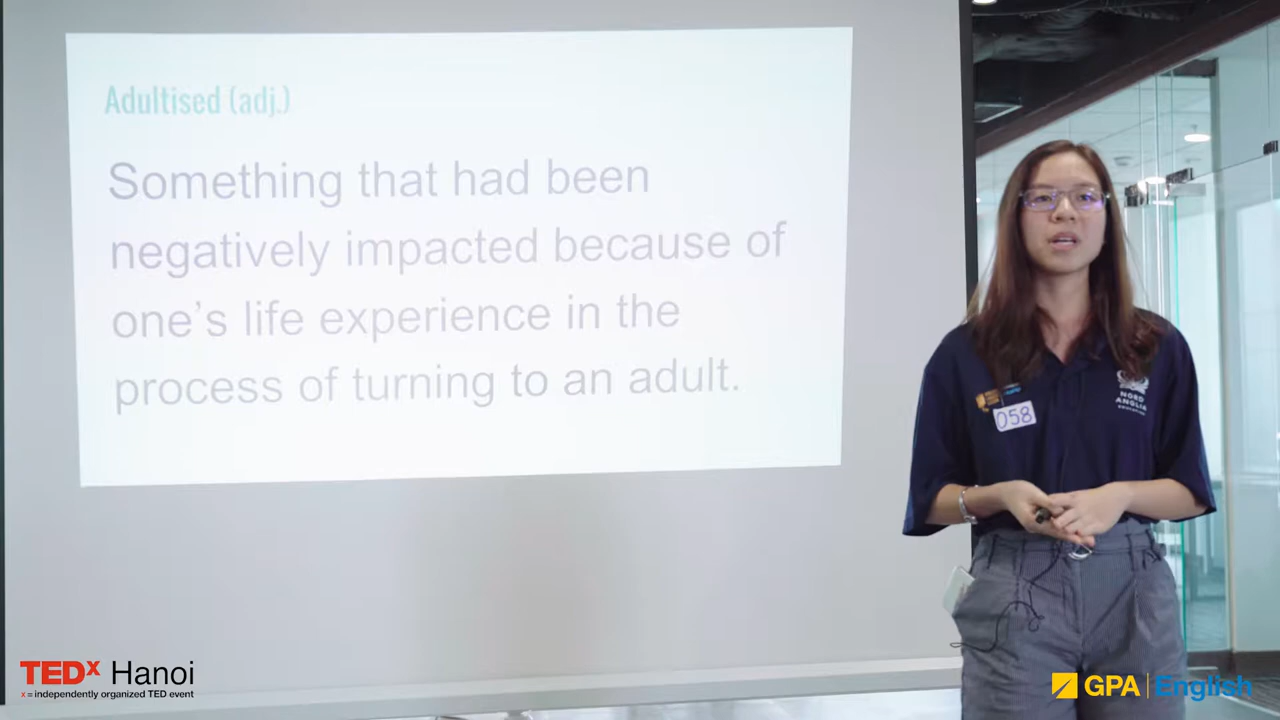 Adultised (adj.)
Something that had been
negatively impacted because of
one's life experience in the
process of turning to an adult.
058
NORD
ANGLIA
EDUCATION
TEDx Hanoi
x = independently organized TED event
GPA English